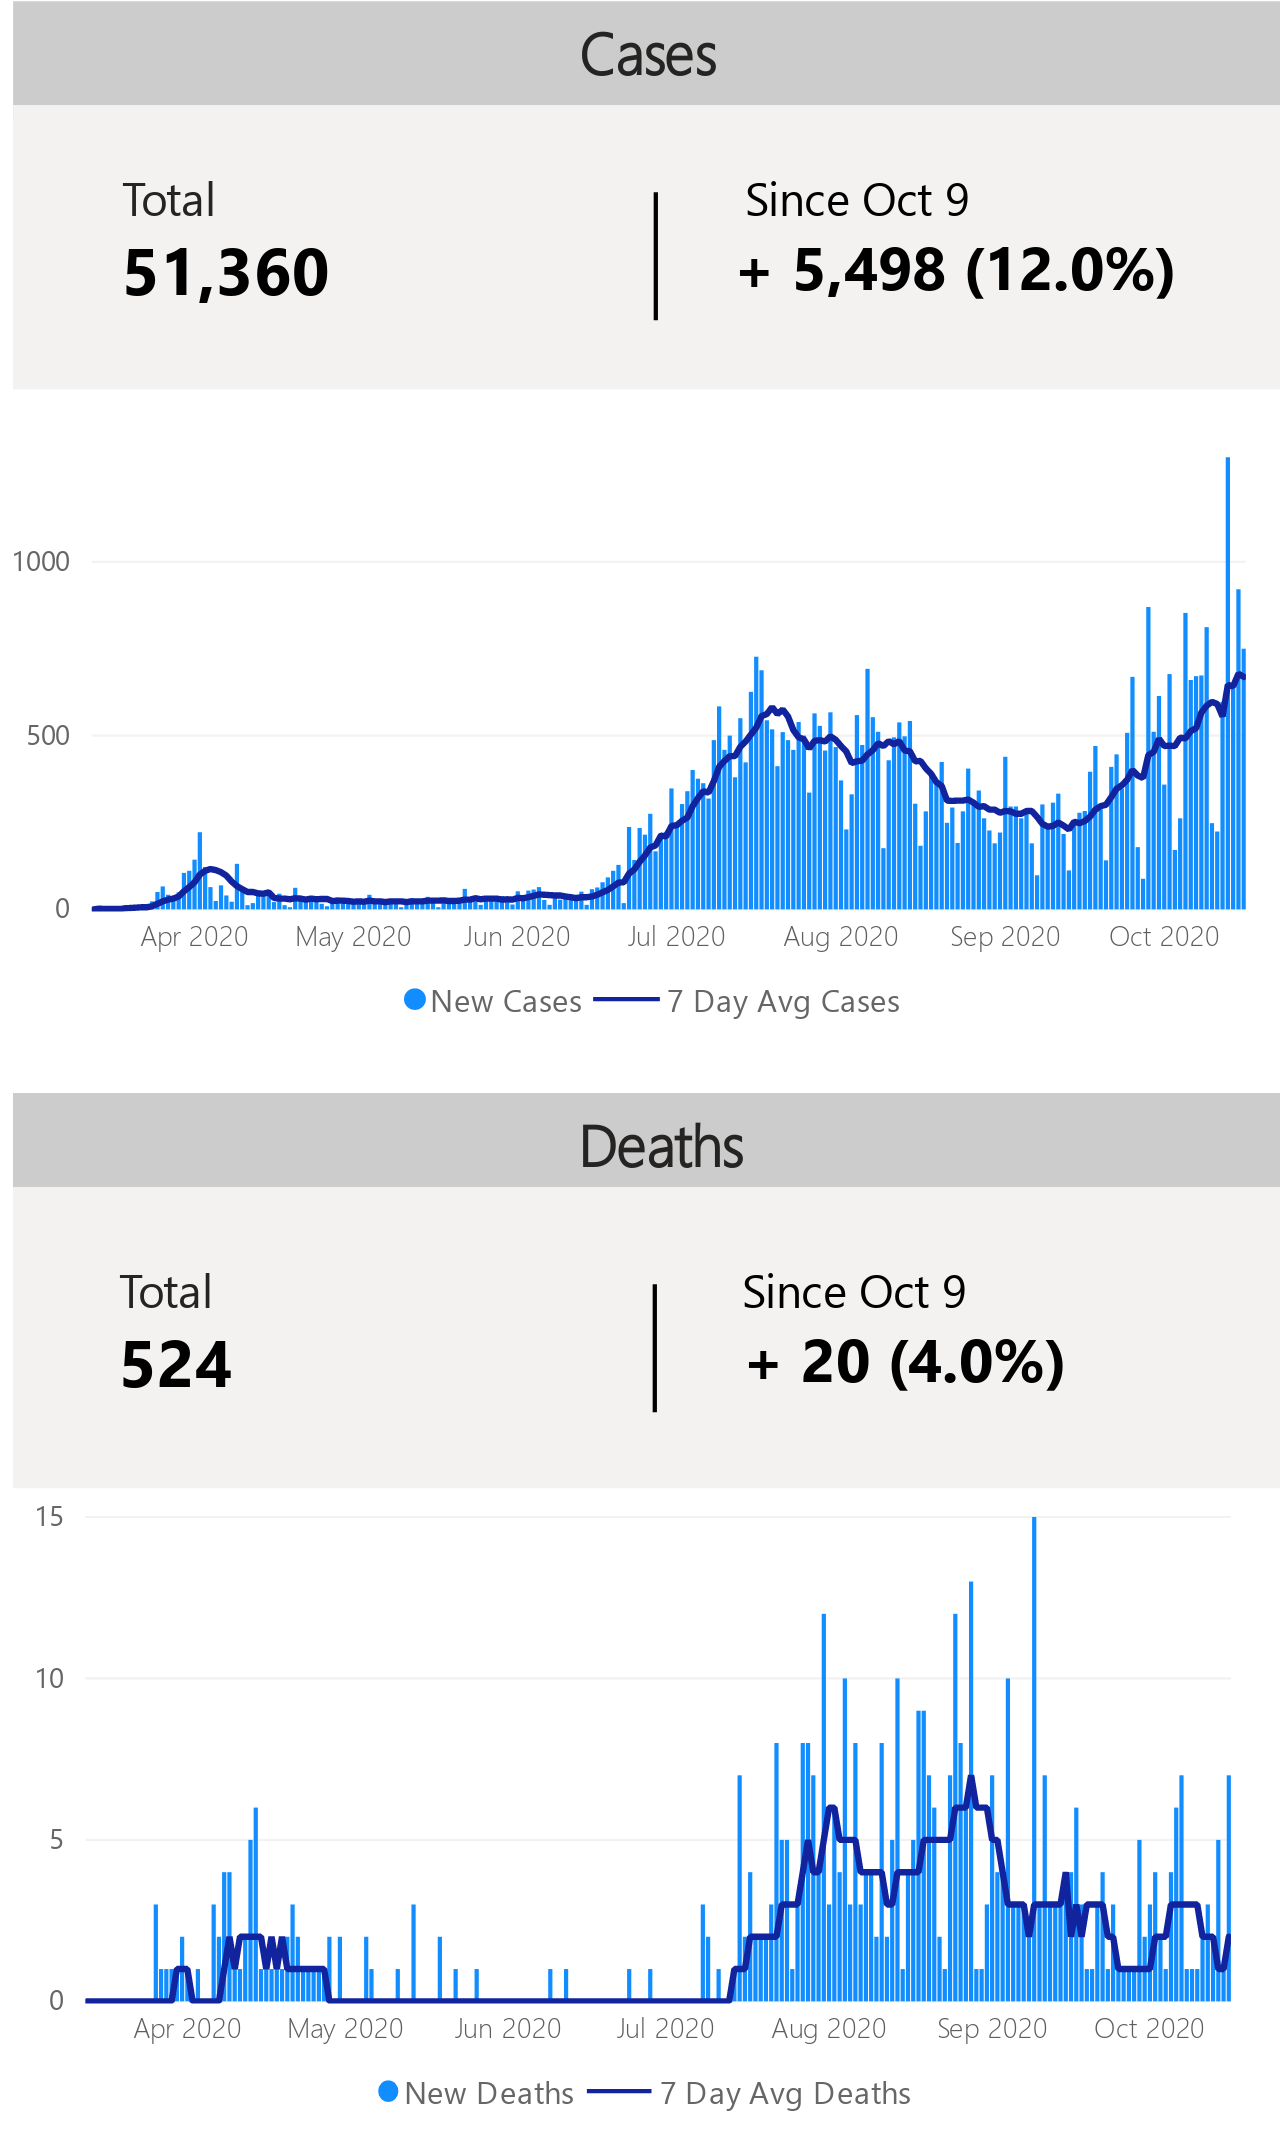 Cases
Total
Since Oct 9
51,360
+ 5,498 (12.0%)
1000
500
0
Apr 2020 May 2020 Jun 2020 Jul 2020 Aug 2020 Sep 2020 Oct 2020
New Cases 7 Day Avg Cases
Deaths
Total
Since Oct 9
524
+ 20 (4.0%)
15
10
5
0
Apr 2020 May 2020 Jun 2020 Jul 2020 Aug 2020 Sep 2020 Oct 2020
New Deaths 7 Day Avg Deaths